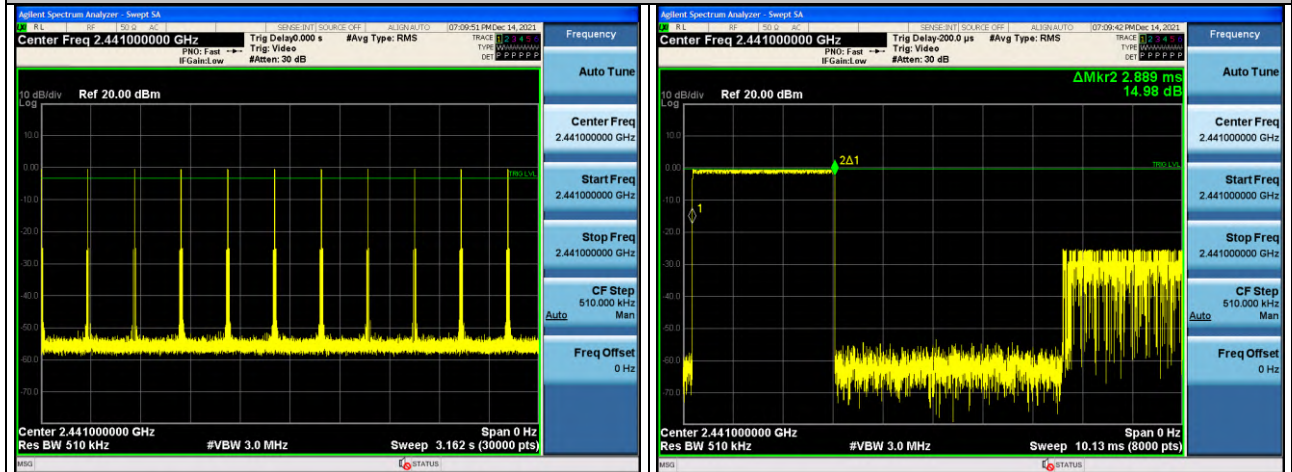 Agilent Spectrum Analyzer - Swept SA
RL RF 50 Ω AC SENSE:INT SOURCE OFF ALIGN AUTO 07:09:51 PM Dec 14, 2021
Center Freq 2.441000000 GHz
PNO: Fast
IFGain:Low
Trig Delay0.000 s
Trig: Video
#Atten: 30 dB
#Avg Type: RMS
TRACE 1 2 3 4 5 6
TYPE WWWWWW
DET P P P P P P
Frequency
Auto Tune
Center Freq
2.441000000 GHz
Start Freq
2.441000000 GHz
Stop Freq
2.441000000 GHz
CF Step
510.000 kHz
Auto Man
Freq Offset
0 Hz
10 dB/div
Log
Ref 20.00 dBm
10.0
0.00
-10.0
-20.0
-30.0
-40.0
-50.0
-60.0
-70.0
TRIG LVL
Center 2.441000000 GHz
Span 0 Hz
Res BW 510 kHz
#VBW 3.0 MHz
Sweep 3.162 s (30000 pts)
MSG
STATUS
Agilent Spectrum Analyzer - Swept SA
RL RF 50 Ω AC SENSE:INT SOURCE OFF ALIGN AUTO 07:09:42 PM Dec 14, 2021
Center Freq 2.441000000 GHz
PNO: Fast
IFGain:Low
Trig Delay-200.0 µs
Trig: Video
#Atten: 30 dB
#Avg Type: RMS
TRACE 1 2 3 4 5 6
TYPE WWWWWW
DET P P P P P P
Frequency
Auto Tune
Center Freq
2.441000000 GHz
Start Freq
2.441000000 GHz
Stop Freq
2.441000000 GHz
CF Step
510.000 kHz
Auto Man
Freq Offset
0 Hz
ΔMkr2 2.889 ms
14.98 dB
10 dB/div
Log
Ref 20.00 dBm
10.0
0.00
-10.0
-20.0
-30.0
-40.0
-50.0
-60.0
-70.0
2Δ1
1
TRIG LVL
Center 2.441000000 GHz
Span 0 Hz
Res BW 510 kHz
#VBW 3.0 MHz
Sweep 10.13 ms (8000 pts)
MSG
STATUS